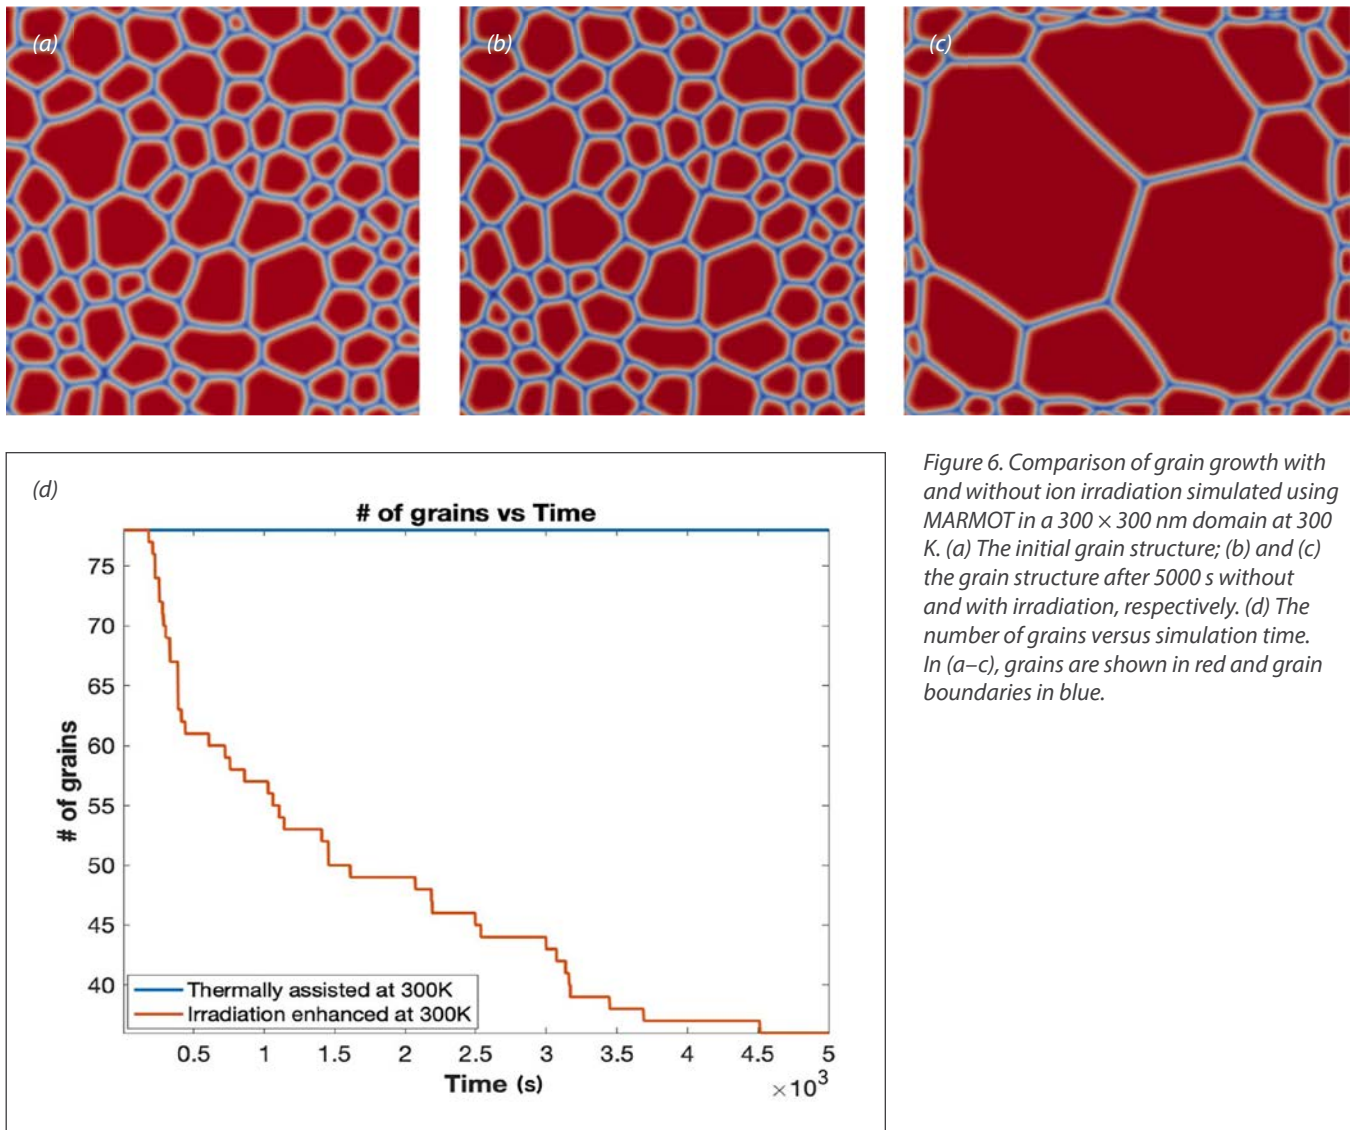 (a)
(b)
(c)
Figure 6. Comparison of grain growth with
and without ion irradiation simulated using
MARMOT in a 300 × 300 nm domain at 300
K. (a) The initial grain structure; (b) and (c)
the grain structure after 5000 s without
and with irradiation, respectively. (d) The
number of grains versus simulation time.
In (a–c), grains are shown in red and grain
boundaries in blue.
(d)
# of grains vs Time
# of grains
75
70
65
60
55
50
45
40
Thermally assisted at 300K
Irradiation enhanced at 300K
0.5 1 1.5 2 2.5 3 3.5 4 4.5 5
Time (s)
×10³